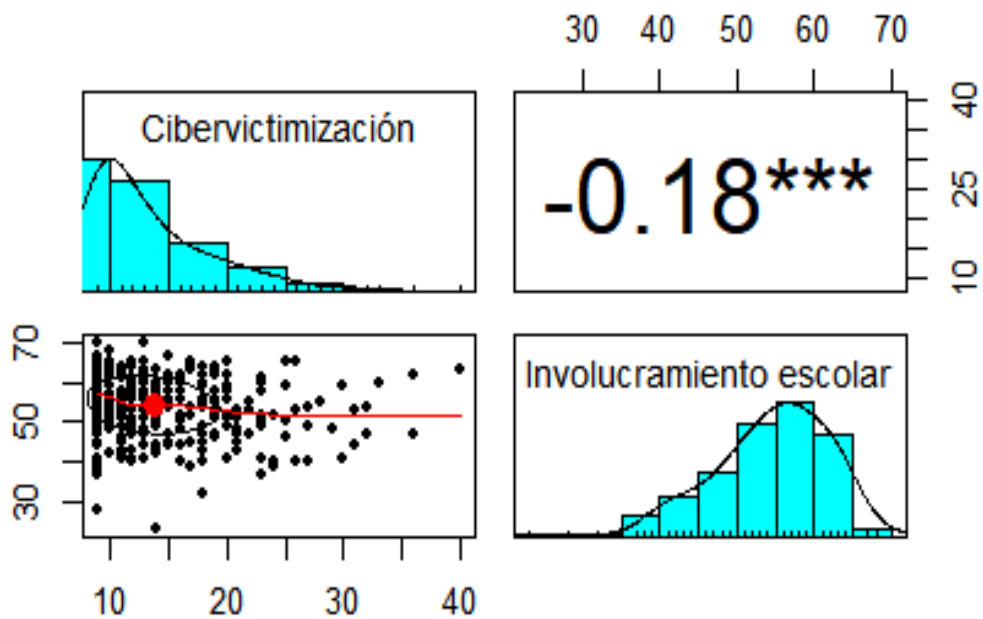 30 40 50 60 70
Cibervictimización
-0.18***
10 25 40
30 50 70
Involucramiento escolar
10 20 30 40